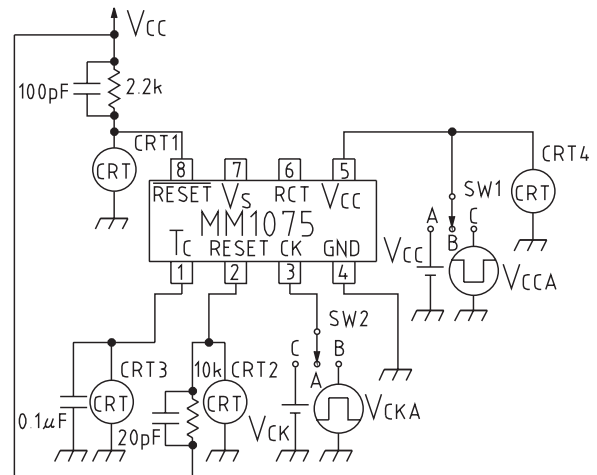 VCC
100pF
2.2k
CRT1
CRT
8 7 6 5
RESET VS RCT VCC
MM1075
TC RESET CK GND
1 2 3 4
CRT4
CRT
SW1
A B C
VCC
VCCA
SW2
C A B
CRT3
CRT
0.1μF
10k
CRT2
CRT
20pF
VCK
VCKA